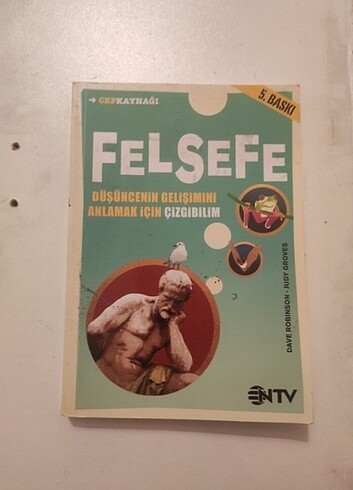 → CEPKAYNAĞI
5. BASKI
FELSEFE
DÜŞÜNCENİN GELİŞİMİNİ
ANLAMAK İÇİN ÇİZGİBİLİM
DAVE ROBINSON · JUDY GROVES
NTV